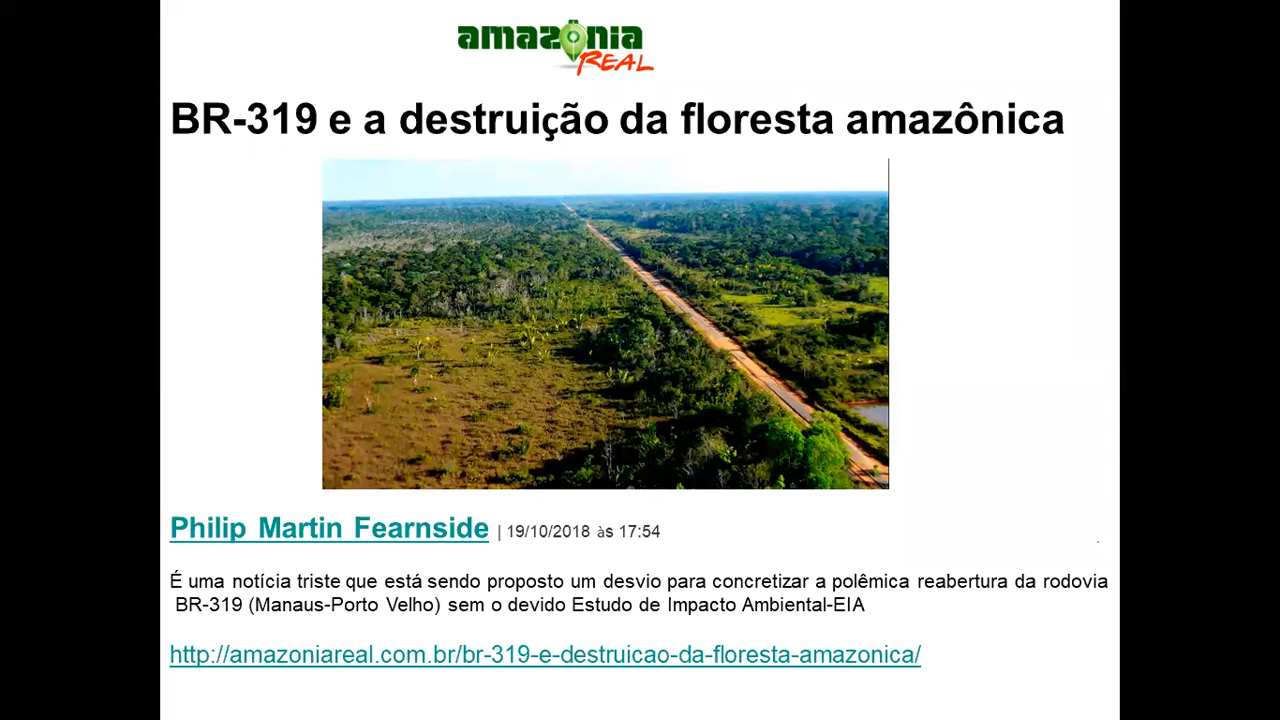 amazônia
REAL
BR-319 e a destruição da floresta amazônica
Philip Martin Fearnside | 19/10/2018 às 17:54
É uma notícia triste que está sendo proposto um desvio para concretizar a polêmica reabertura da rodovia
BR-319 (Manaus-Porto Velho) sem o devido Estudo de Impacto Ambiental-EIA
http://amazoniareal.com.br/br-319-e-destruicao-da-floresta-amazonica/